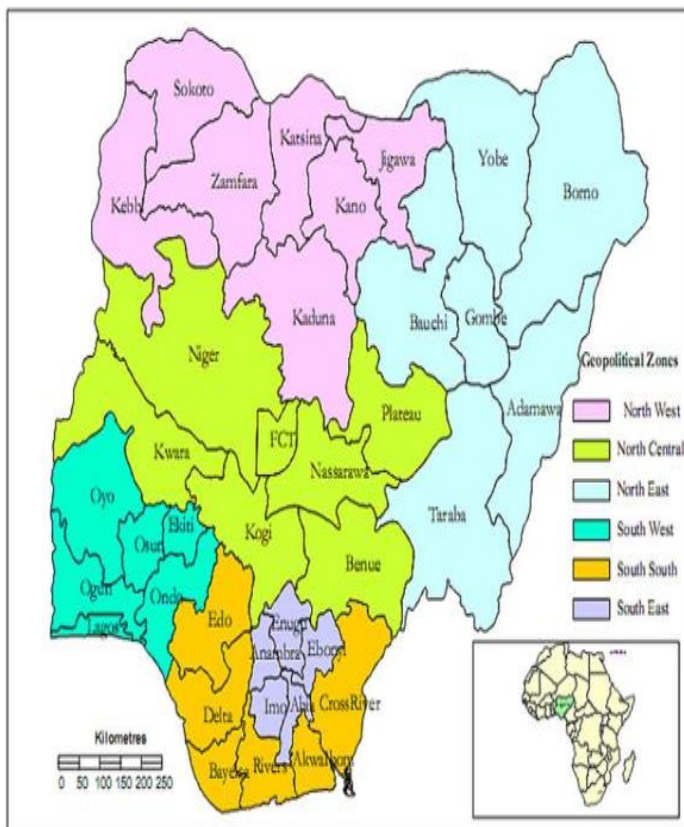 Sokoto
Katsina
Jigawa
Yobe
Borno
Zamfara
Kebb
Kano
Kaduna
Bauchi
Gombe
Niger
Geopolitical Zones
Adamawa
North West
Plateau
North Central
FCT
Kwara
Nassarawa
North East
Oyo
Taraba
Ekiti
Kogi
South West
Osun
Benue
Ogun
Ondo
South South
Edo
Enugu
South East
Lagos
Anambra
Ebonyi
Imo
Abia
CrossRiver
Delta
Kilometres
Bayelsa
Rivers
AkwaIbom
0 50 100 150 200 250